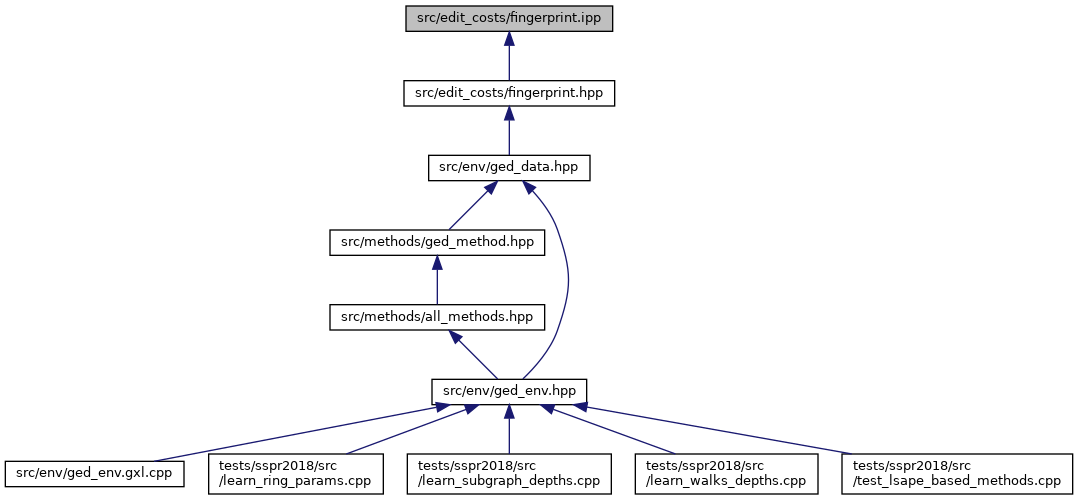 src/edit_costs/fingerprint.ipp
src/edit_costs/fingerprint.hpp
src/env/ged_data.hpp
src/methods/ged_method.hpp
src/methods/all_methods.hpp
src/env/ged_env.hpp
src/env/ged_env.gxl.cpp
tests/sspr2018/src
/learn_ring_params.cpp
tests/sspr2018/src
/learn_subgraph_depths.cpp
tests/sspr2018/src
/learn_walks_depths.cpp
tests/sspr2018/src
/test_lsape_based_methods.cpp